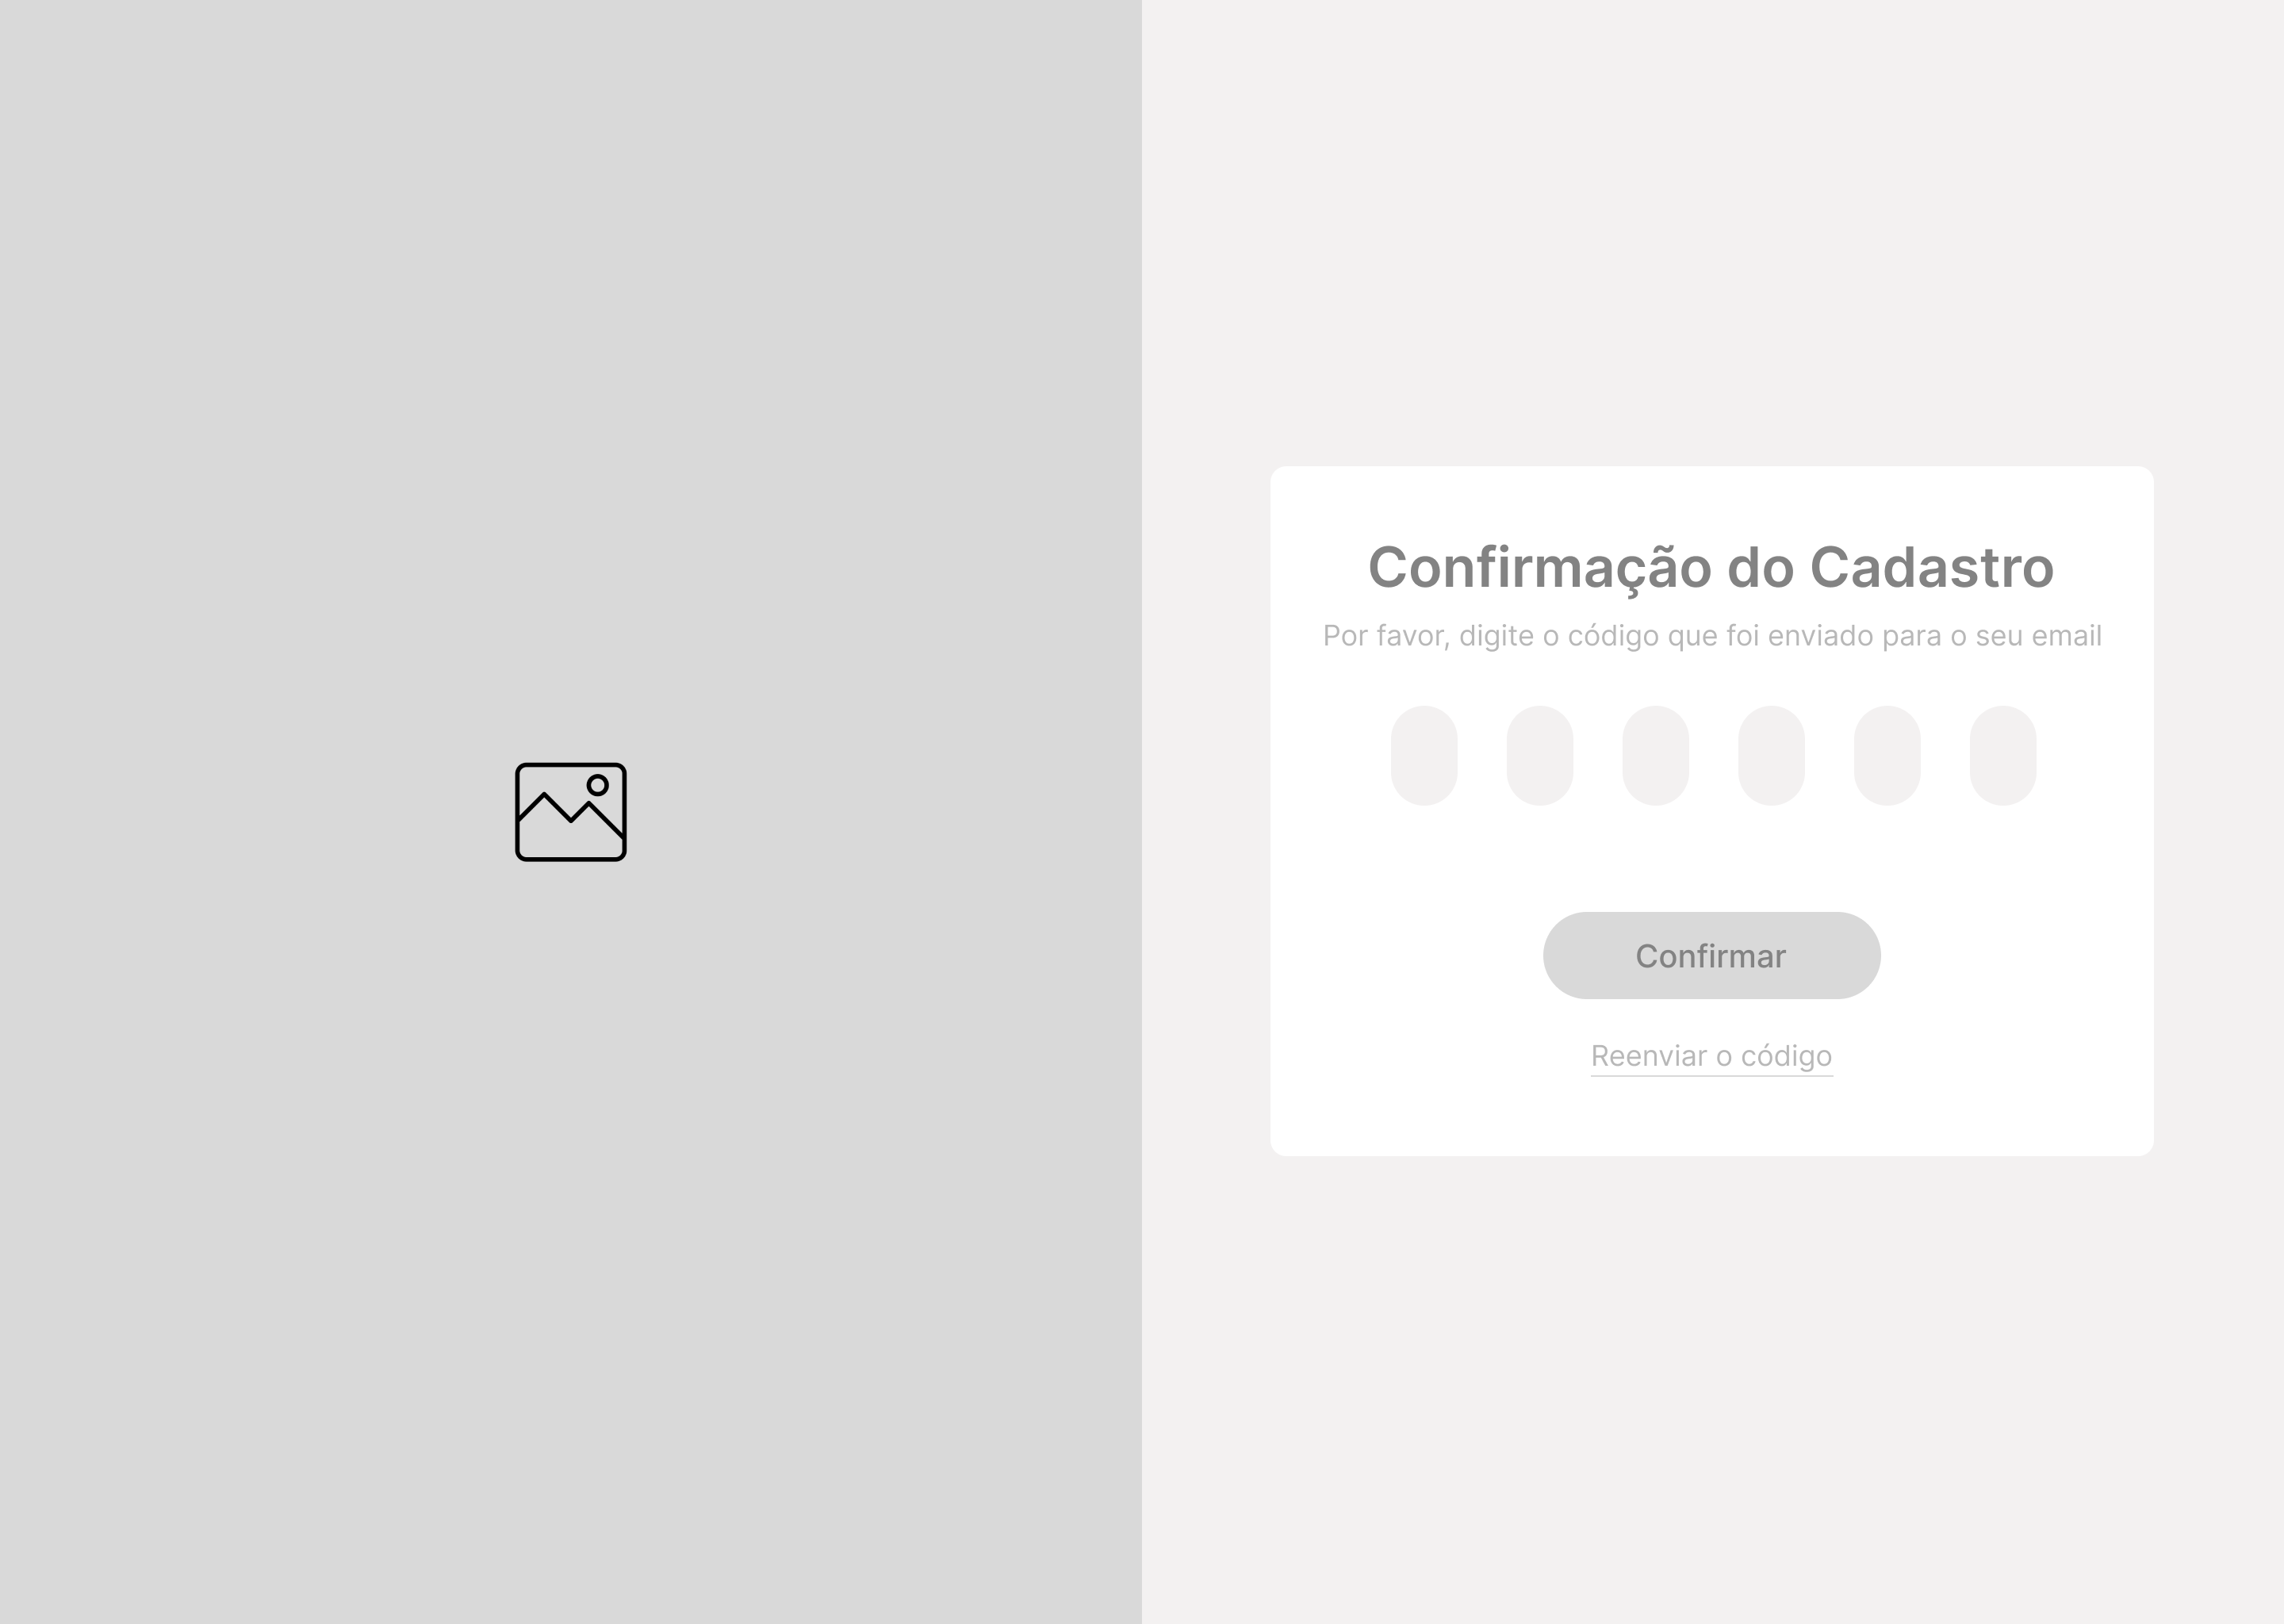 Confirmação do Cadastro
Por favor, digite o código que foi enviado para o seu email
Confirmar
Reenviar o código